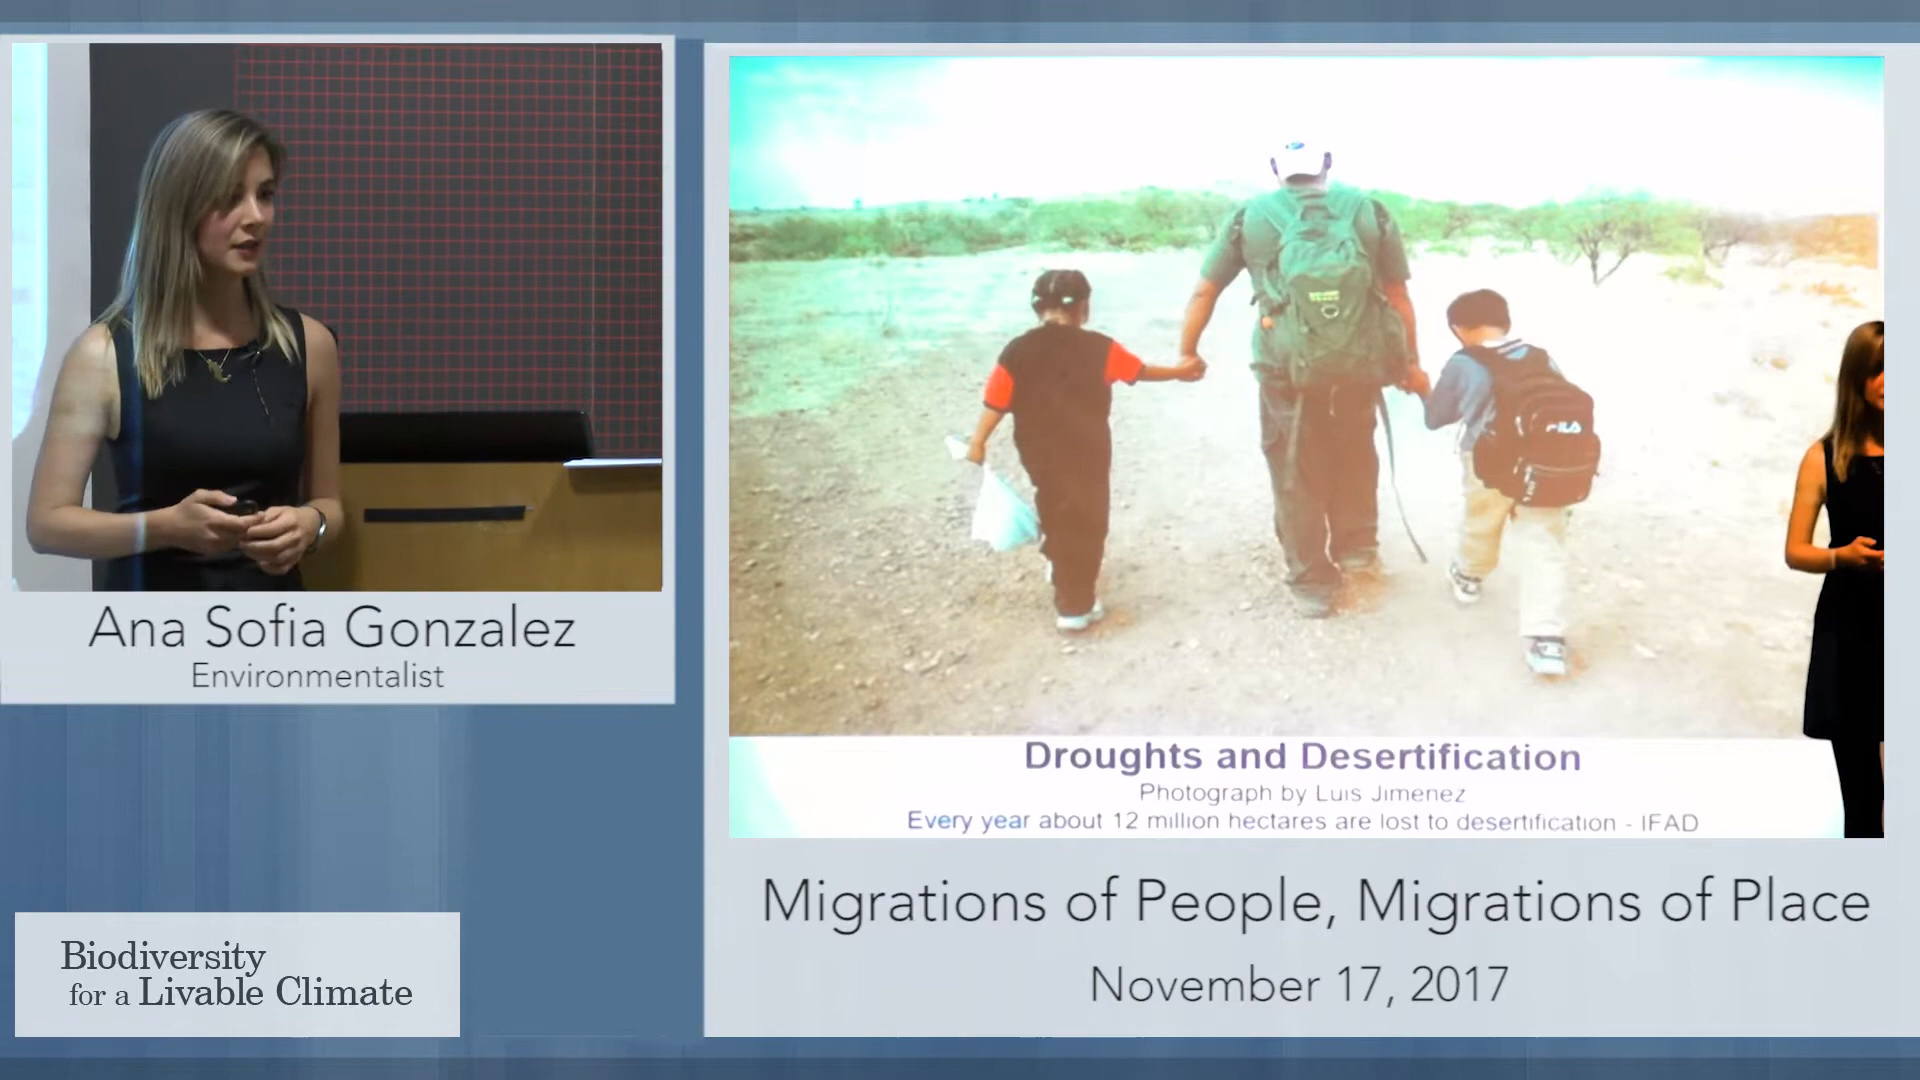 Ana Sofia Gonzalez
Environmentalist
FILA
Droughts and Desertification
Photograph by Luis Jimenez
Every year about 12 million hectares are lost to desertification - IFAD
Migrations of People, Migrations of Place
November 17, 2017
Biodiversity
for a Livable Climate